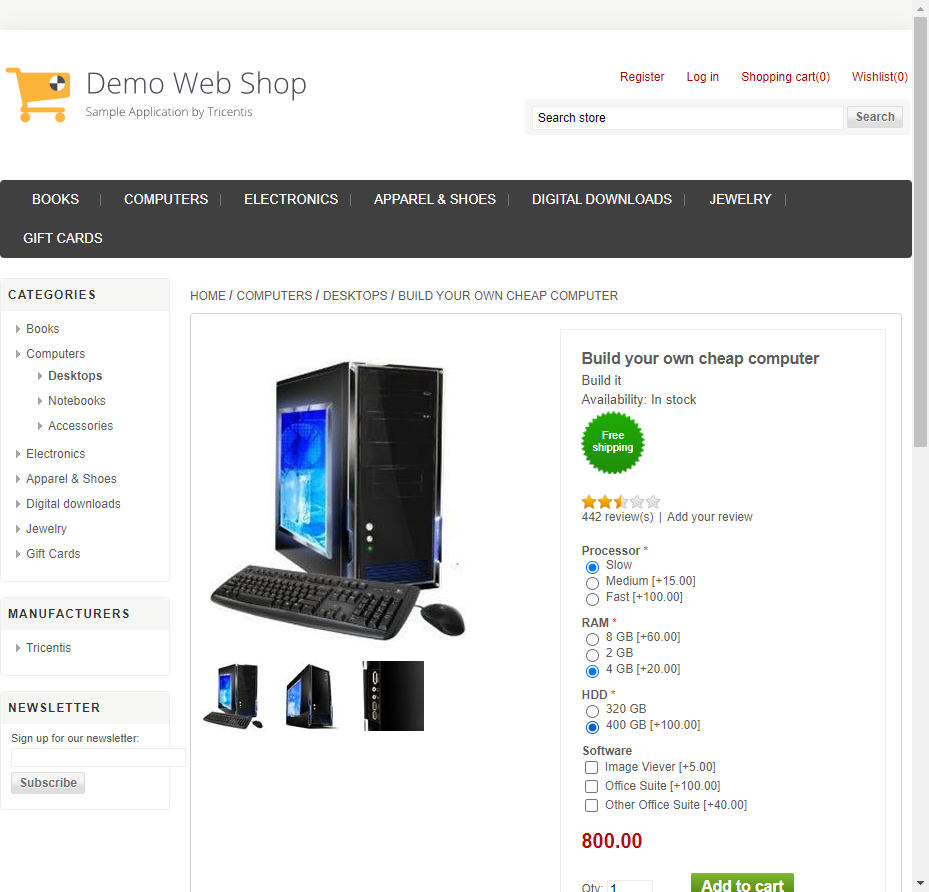 Demo Web Shop
Sample Application by Tricentis
Register Log in Shopping cart(0) Wishlist(0)
Search store Search
BOOKS | COMPUTERS | ELECTRONICS | APPAREL & SHOES | DIGITAL DOWNLOADS | JEWELRY |
GIFT CARDS
CATEGORIES
Books
Computers
Desktops
Notebooks
Accessories
Electronics
Apparel & Shoes
Digital downloads
Jewelry
Gift Cards
MANUFACTURERS
Tricentis
NEWSLETTER
Sign up for our newsletter:
Subscribe
HOME / COMPUTERS / DESKTOPS / BUILD YOUR OWN CHEAP COMPUTER
Build your own cheap computer
Build it
Availability: In stock
Free
shipping
442 review(s) | Add your review
Processor *
Slow
Medium [+15.00]
Fast [+100.00]
RAM *
8 GB [+60.00]
2 GB
4 GB [+20.00]
HDD *
320 GB
400 GB [+100.00]
Software
Image Viever [+5.00]
Office Suite [+100.00]
Other Office Suite [+40.00]
800.00
Qty: 1 Add to cart